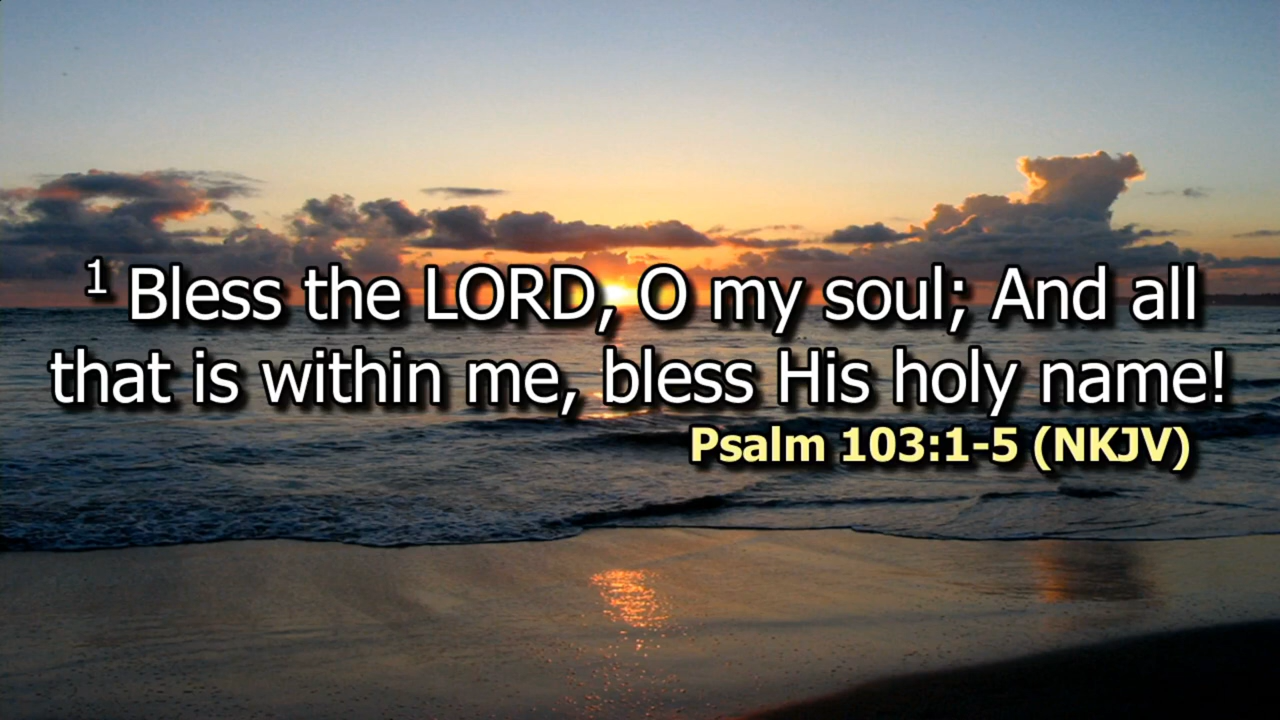 1 Bless the LORD, O my soul; And all
that is within me, bless His holy name!
Psalm 103:1-5 (NKJV)